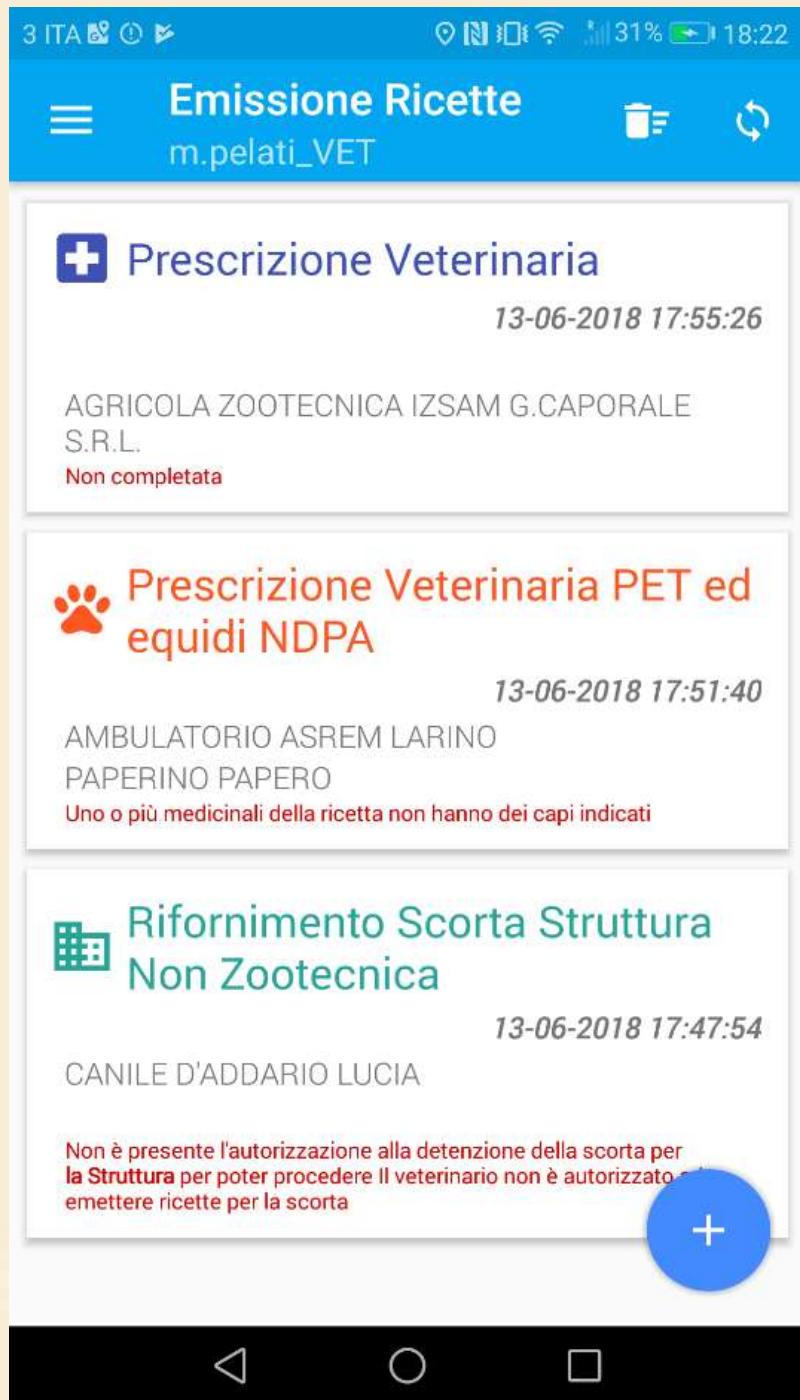 3 ITA 31% 18:22
Emissione Ricette
m.pelati_VET
Prescrizione Veterinaria
13-06-2018 17:55:26
AGRICOLA ZOOTECNICA IZSAM G.CAPORALE
S.R.L.
Non completata
Prescrizione Veterinaria PET ed
equidi NDPA
13-06-2018 17:51:40
AMBULATORIO ASREM LARINO
PAPERINO PAPERO
Uno o più medicinali della ricetta non hanno dei capi indicati
Rifornimento Scorta Struttura
Non Zootecnica
13-06-2018 17:47:54
CANILE D'ADDARIO LUCIA
Non è presente l'autorizzazione alla detenzione della scorta per
la Struttura per poter procedere Il veterinario non è autorizzato
emettere ricette per la scorta